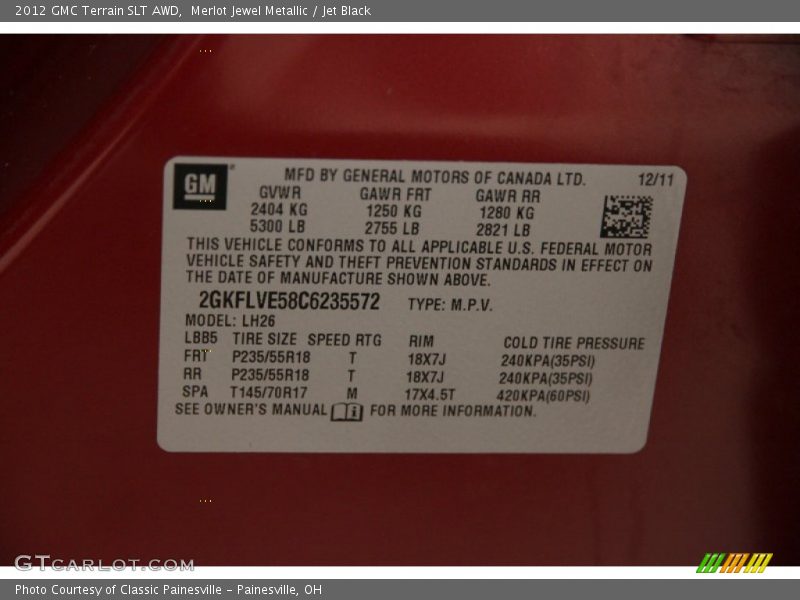 2012 GMC Terrain SLT AWD,  Merlot Jewel Metallic / Jet Black
GM
MFD BY GENERAL MOTORS OF CANADA LTD. 12/11
GVWR GAWR FRT GAWR RR
2404 KG 1250 KG 1280 KG
5300 LB 2755 LB 2821 LB
THIS VEHICLE CONFORMS TO ALL APPLICABLE U.S. FEDERAL MOTOR
VEHICLE SAFETY AND THEFT PREVENTION STANDARDS IN EFFECT ON
THE DATE OF MANUFACTURE SHOWN ABOVE.
2GKFLVE58C6235572 TYPE: M.P.V.
MODEL: LH26
LBB5 TIRE SIZE SPEED RTG RIM COLD TIRE PRESSURE
FRT P235/55R18 T 18X7J 240KPA(35PSI)
RR P235/55R18 T 18X7J 240KPA(35PSI)
SPA T145/70R17 M 17X4.5T 420KPA(60PSI)
SEE OWNER'S MANUAL i FOR MORE INFORMATION.
GTCARLOT.COM
Photo Courtesy of Classic Painesville - Painesville, OH